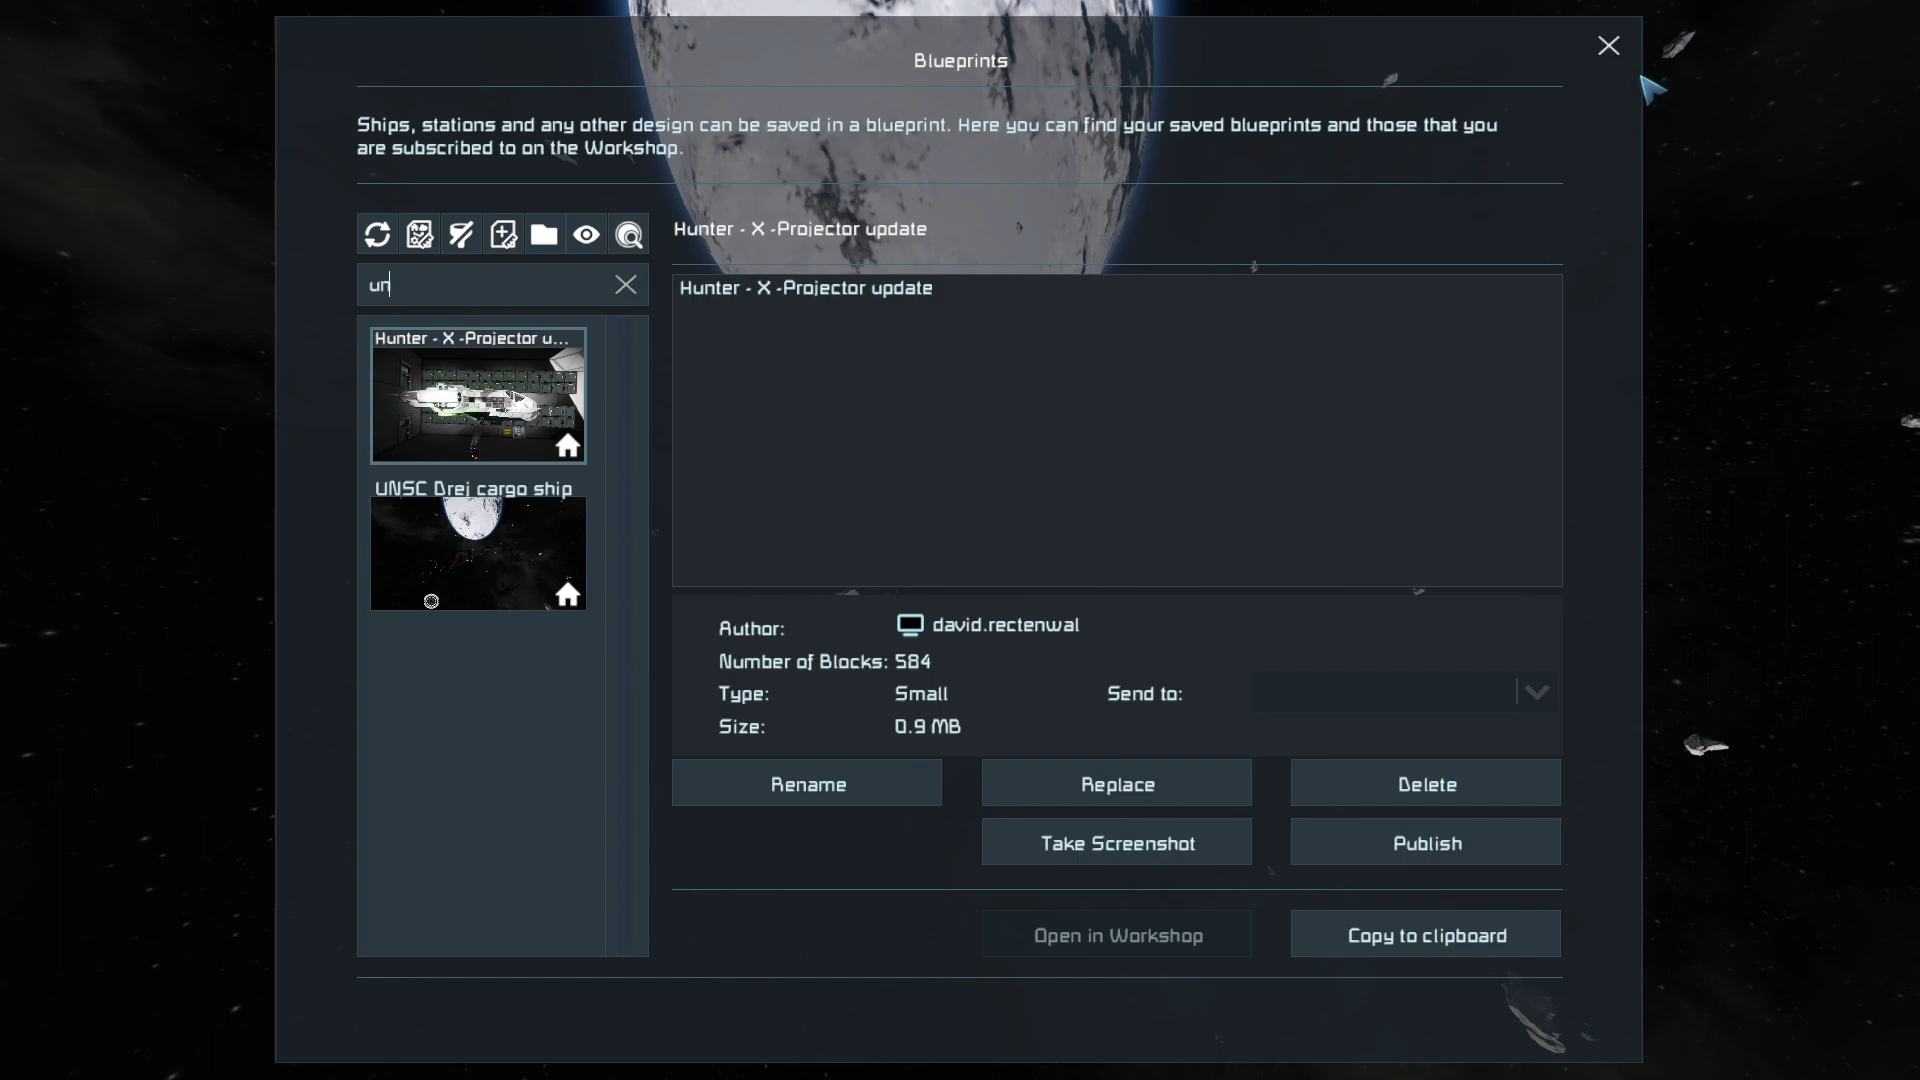 Blueprints
Ships, stations and any other design can be saved in a blueprint. Here you can find your saved blueprints and those that you
are subscribed to on the Workshop.
un
Hunter - X -Projector u...
UNSC Drej cargo ship
Hunter - X -Projector update
Hunter - X -Projector update
Author: david.rectenwal
Number of Blocks: 584
Type: Small
Send to:
Size: 0.9 MB
Rename
Replace
Delete
Take Screenshot
Publish
Open in Workshop
Copy to clipboard